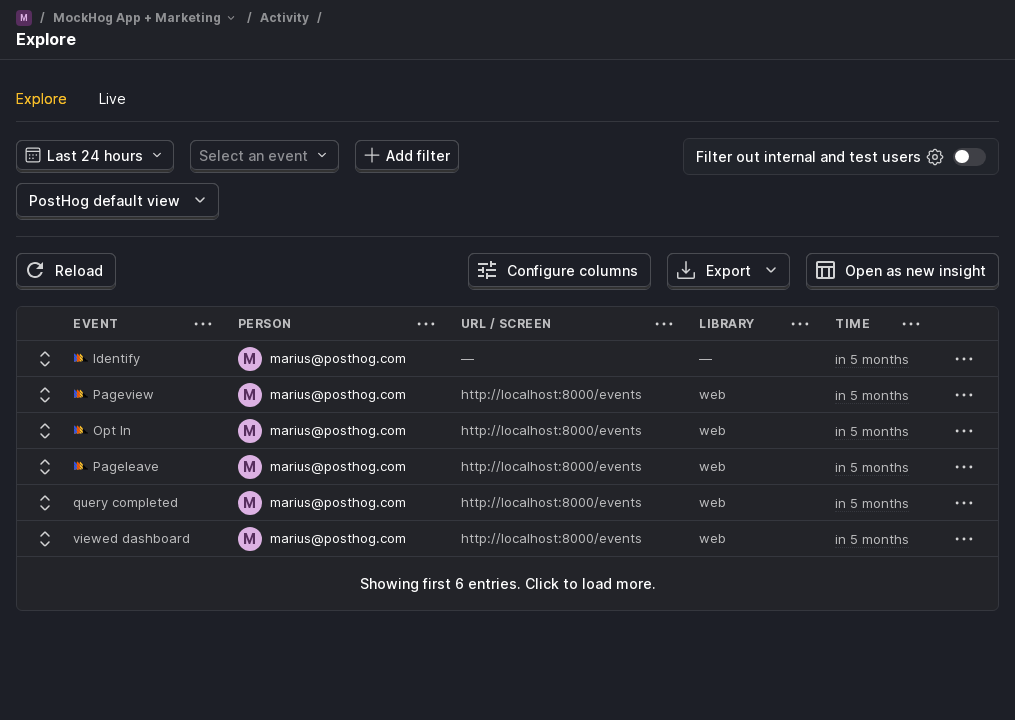 M / MockHog App + Marketing / Activity /
Explore
Explore Live
Last 24 hours Select an event Add filter Filter out internal and test users
PostHog default view
Reload Configure columns Export Open as new insight
EVENT PERSON URL / SCREEN LIBRARY TIME
Identify M marius@posthog.com — — in 5 months
Pageview M marius@posthog.com http://localhost:8000/events web in 5 months
Opt In M marius@posthog.com http://localhost:8000/events web in 5 months
Pageleave M marius@posthog.com http://localhost:8000/events web in 5 months
query completed M marius@posthog.com http://localhost:8000/events web in 5 months
viewed dashboard M marius@posthog.com http://localhost:8000/events web in 5 months
Showing first 6 entries. Click to load more.